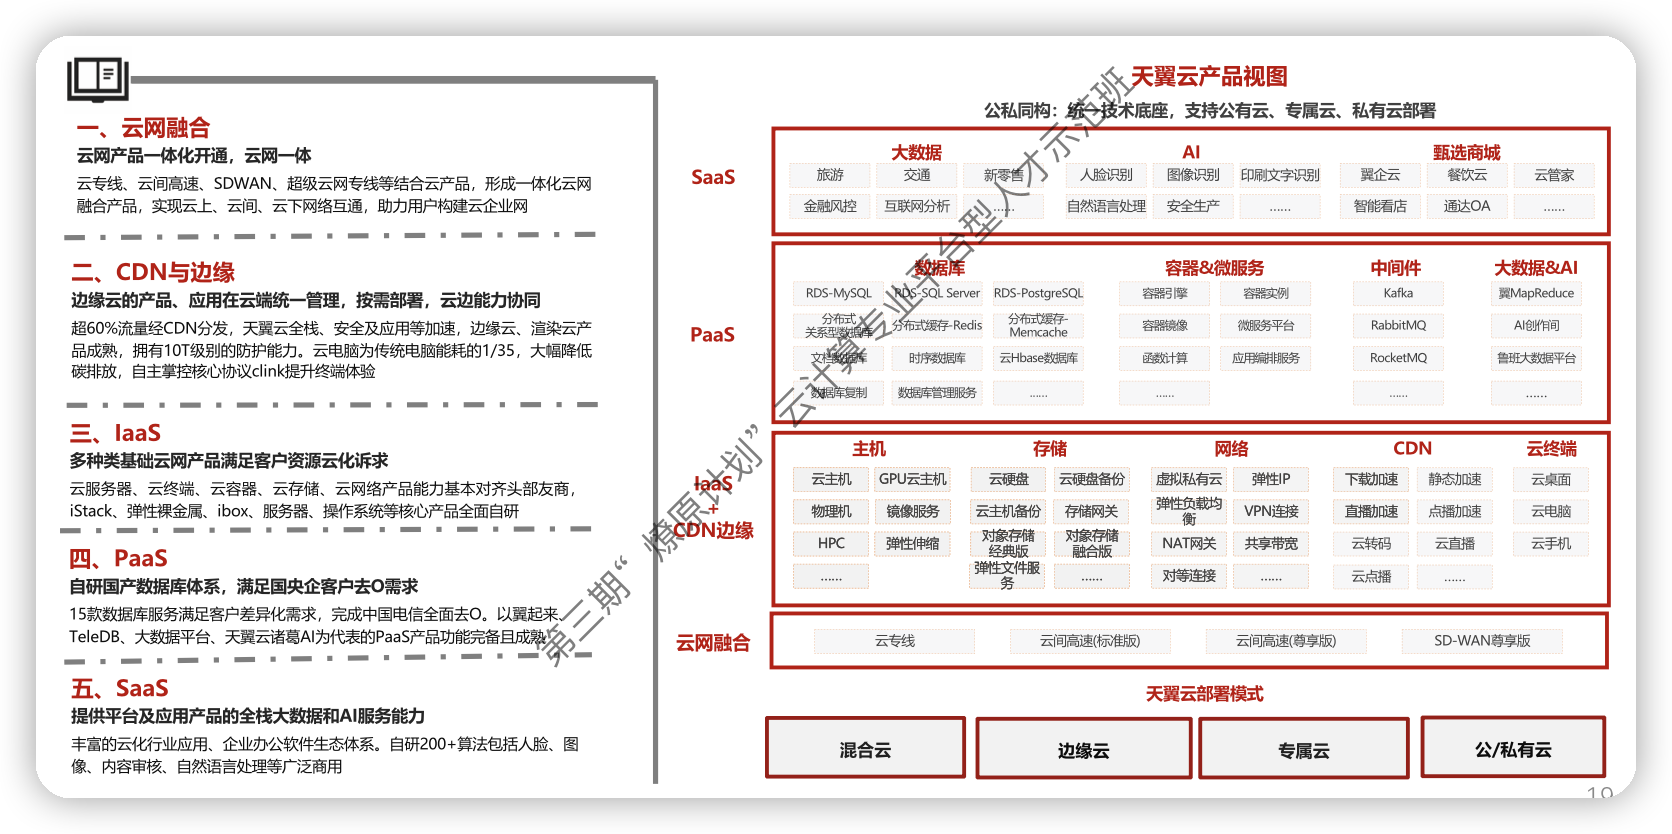 一、云网融合
云网产品一体化开通，云网一体
云专线、云间高速、SDWAN、超级云网专线等结合云产品，形成一体化云网
融合产品，实现云上、云间、云下网络互通，助力用户构建云企业网
二、CDN与边缘
边缘云的产品、应用在云端统一管理，按需部署，云边能力协同
超60%流量经CDN分发，天翼云全栈、安全及应用等加速，边缘云、渲染云产
品成熟，拥有10T级别的防护能力。云电脑为传统电脑能耗的1/35，大幅降低
碳排放，自主掌控核心协议clink提升终端体验
三、IaaS
多种类基础云网产品满足客户资源云化诉求
云服务器、云终端、云容器、云存储、云网络产品能力基本对齐头部友商，
iStack、弹性裸金属、ibox、服务器、操作系统等核心产品全面自研
四、PaaS
自研国产数据库体系，满足国央企客户去O需求
15款数据库服务满足客户差异化需求，完成中国电信全面去O。以翼起来、
TeleDB、大数据平台、天翼云诸葛AI为代表的PaaS产品功能完备且成熟
五、SaaS
提供平台及应用产品的全栈大数据和AI服务能力
丰富的云化行业应用、企业办公软件生态体系。自研200+算法包括人脸、图
像、内容审核、自然语言处理等广泛商用
天翼云产品视图
公私同构：统一技术底座，支持公有云、专属云、私有云部署
SaaS
大数据 AI 甄选商城
旅游 交通 新零售 人脸识别 图像识别 印刷文字识别 翼企云 餐饮云 云管家
金融风控 互联网分析 …… 自然语言处理 安全生产 …… 智能看店 通达OA ……
PaaS
数据库 容器&微服务 中间件 大数据&AI
RDS-MySQL RDS-SQL Server RDS-PostgreSQL 容器引擎 容器实例 Kafka 翼MapReduce
分布式
关系型数据库 分布式缓存-Redis 分布式缓存-
Memcache 容器镜像 微服务平台 RabbitMQ AI创作间
文档数据库 时序数据库 云Hbase数据库 函数计算 应用编排服务 RocketMQ 鲁班大数据平台
数据库复制 数据库管理服务 …… …… …… ……
IaaS
+
CDN边缘
主机 存储 网络 CDN 云终端
云主机 GPU云主机 云硬盘 云硬盘备份 虚拟私有云 弹性IP 下载加速 静态加速 云桌面
物理机 镜像服务 云主机备份 存储网关 弹性负载均
衡 VPN连接 直播加速 点播加速 云电脑
HPC 弹性伸缩 对象存储
经典版 对象存储
融合版 NAT网关 共享带宽 云转码 云直播 云手机
…… 弹性文件服
务 …… 对等连接 …… 云点播 ……
云网融合
云专线 云间高速(标准版) 云间高速(尊享版) SD-WAN尊享版
天翼云部署模式
混合云 边缘云 专属云 公/私有云
第三期“燎原计划”云计算专业平台型人才示范班
19